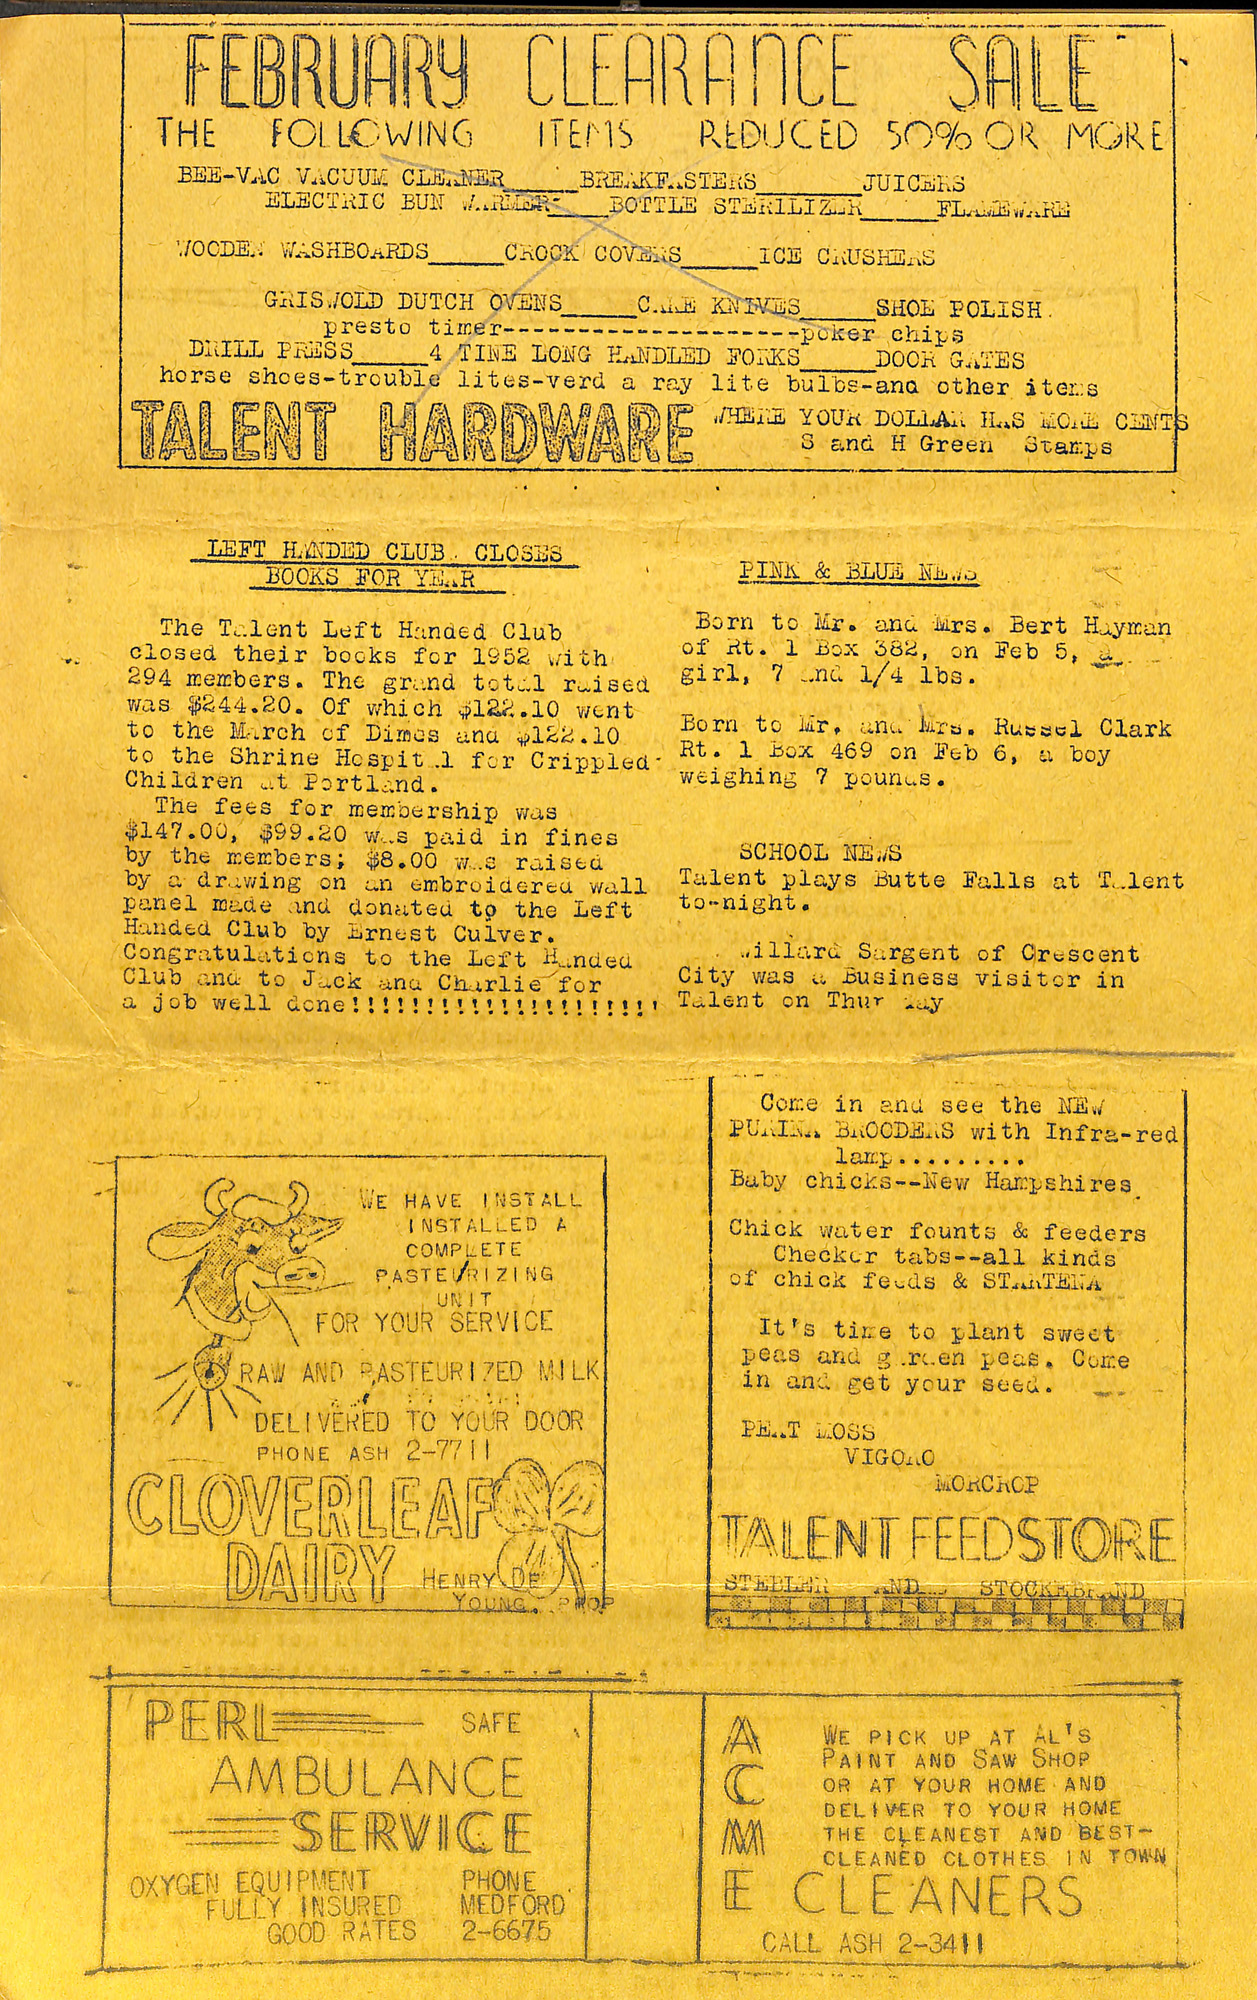 FEBRUARY CLEARANCE SALE
THE FOLLOWING ITEMS REDUCED 50% OR MORE
BEE-VAC VACUUM CLEANER_____BREAKFASTERS_______JUICERS
ELECTRIC BUN WARMER-____BOTTLE STERILIZER_____FLAMEWARE
WOODEN WASHBOARDS_____CROCK COVERS_____ICE CRUSHERS
GRISWOLD DUTCH OVENS_____CAKE KNIVES_____SHOE POLISH.
presto timer--------------------poker chips
DRILL PRESS_____4 TINE LONG HANDLED FORKS_____DOOR GATES
horse shoes-trouble lites-verd a ray lite bulbs-and other items
TALENT HARDWARE WHERE YOUR DOLLAR HAS MORE CENTS
S and H Green Stamps
LEFT HANDED CLUB CLOSES
BOOKS FOR YEAR
The Talent Left Handed Club
closed their books for 1952 with
294 members. The grand total raised
was $244.20. Of which $122.10 went
to the March of Dimes and $122.10
to the Shrine Hospital for Crippled
Children at Portland.
The fees for membership was
$147.00, $99.20 was paid in fines
by the members; $8.00 was raised
by a drawing on an embroidered wall
panel made and donated to the Left
Handed Club by Ernest Culver.
Congratulations to the Left Handed
Club and to Jack and Charlie for
a job well done!!!!!!!!!!!!!!!!!!!!!
PINK & BLUE NEWS
Born to Mr. and Mrs. Bert Hayman
of Rt. 1 Box 382, on Feb 5, a
girl, 7 and 1/4 lbs.
Born to Mr. and Mrs. Russel Clark
Rt. 1 Box 469 on Feb 6, a boy
weighing 7 pounds.
SCHOOL NEWS
Talent plays Butte Falls at Talent
to-night.
Willard Sargent of Crescent
City was a Business visitor in
Talent on Thursday
WE HAVE INSTALL
INSTALLED A
COMPLETE
PASTEURIZING
UNIT
FOR YOUR SERVICE
RAW AND PASTEURIZED MILK
DELIVERED TO YOUR DOOR
PHONE ASH 2-7711
CLOVERLEAF
DAIRY HENRY DE
YOUNG. PROP
Come in and see the NEW
PURINA BROODERS with Infra-red
lamp.........
Baby chicks--New Hampshires.
Chick water founts & feeders
Checker tabs--all kinds
of chick feeds & STARTENA
It's time to plant sweet
peas and garden peas. Come
in and get your seed.
PEAT MOSS
VIGORO
MORCROP
TALENT FEED STORE
STEBLER AND STOCKEBRAND
PERL SAFE
AMBULANCE
SERVICE
OXYGEN EQUIPMENT PHONE
FULLY INSURED MEDFORD
GOOD RATES 2-6675
ACME CLEANERS
WE PICK UP AT AL'S
PAINT AND SAW SHOP
OR AT YOUR HOME AND
DELIVER TO YOUR HOME
THE CLEANEST AND BEST-
CLEANED CLOTHES IN TOWN
CALL ASH 2-3411